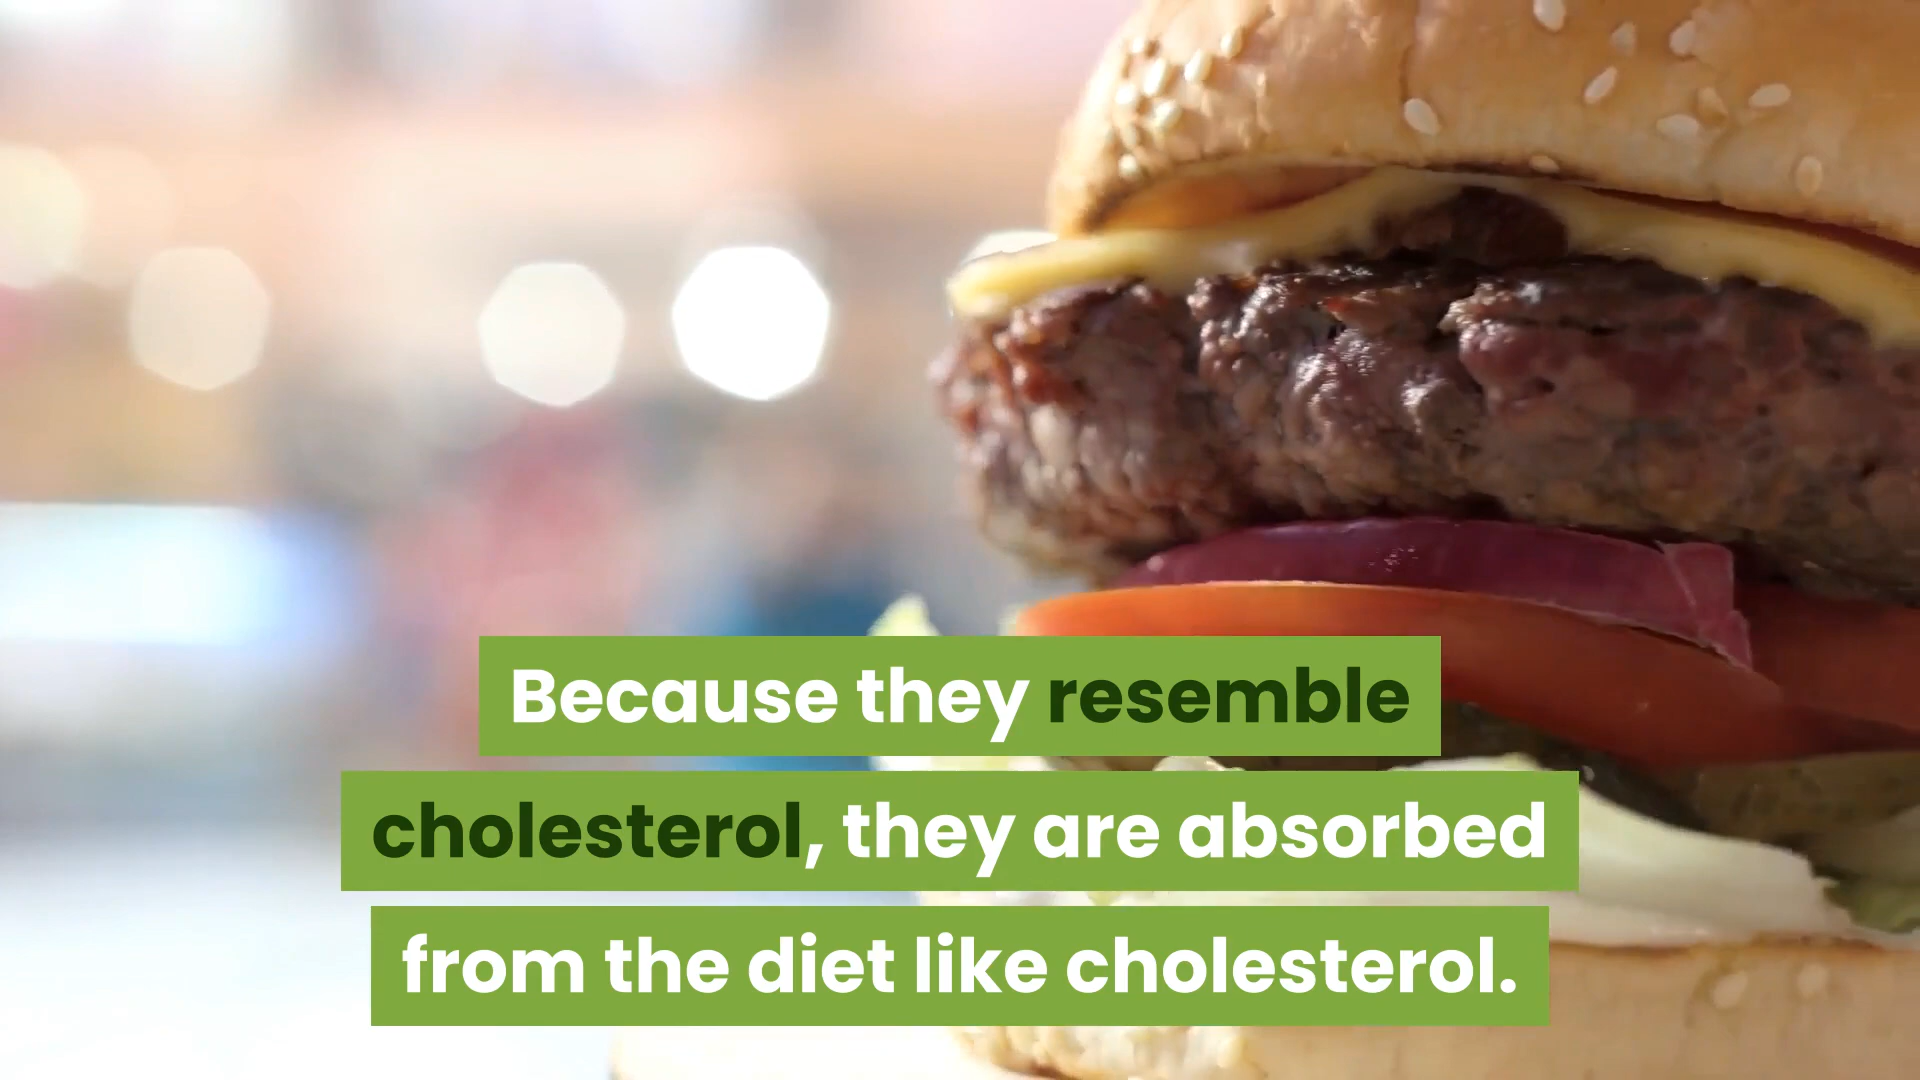 Because they resemble
cholesterol, they are absorbed
from the diet like cholesterol.